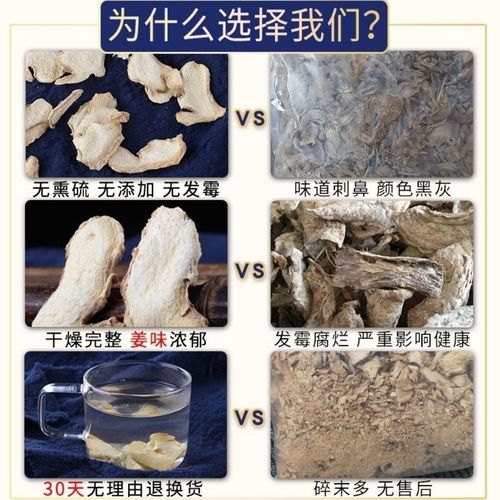 为什么选择我们?
VS
无熏硫 无添加 无发霉
味道刺鼻 颜色黑灰
VS
干燥完整 姜味浓郁
发霉腐烂 严重影响健康
VS
30天无理由退换货
碎末多 无售后